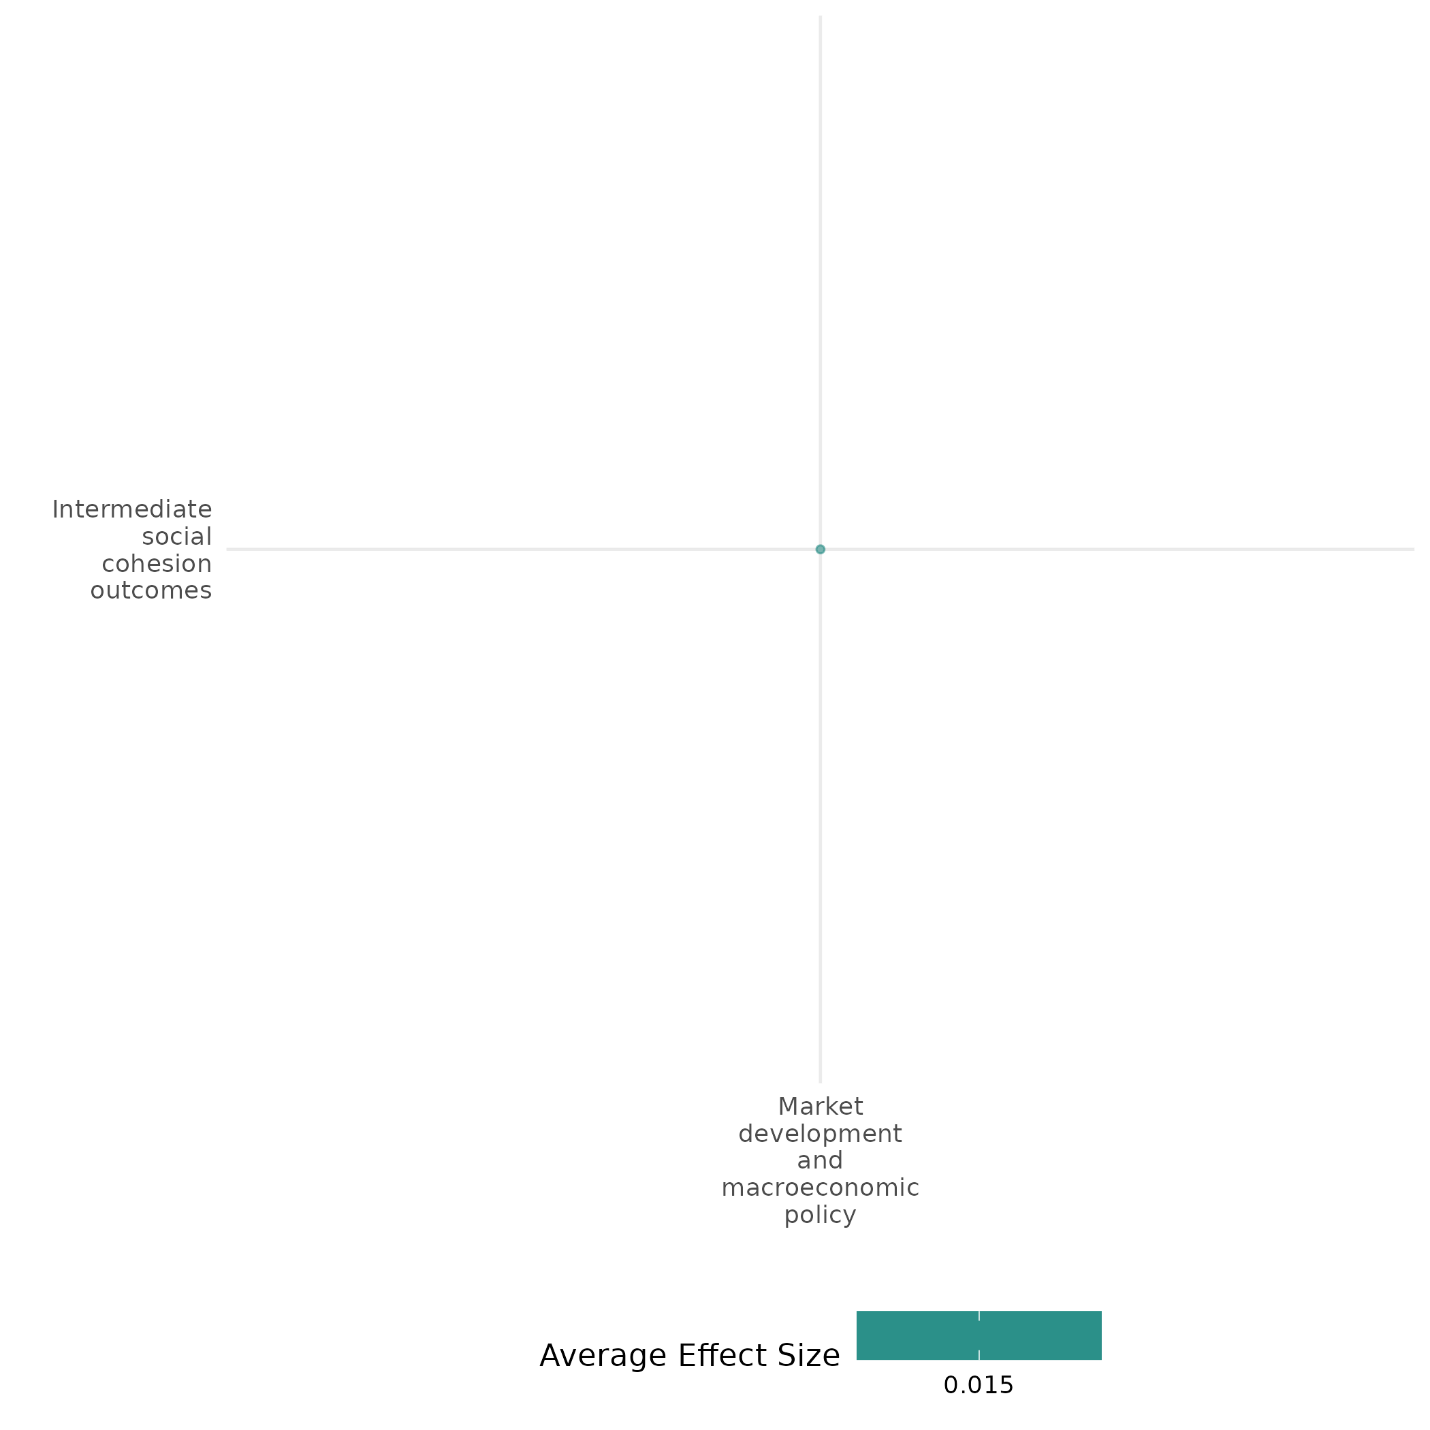 Intermediate
social
cohesion
outcomes
Market
development
and
macroeconomic
policy
Average Effect Size
0.015